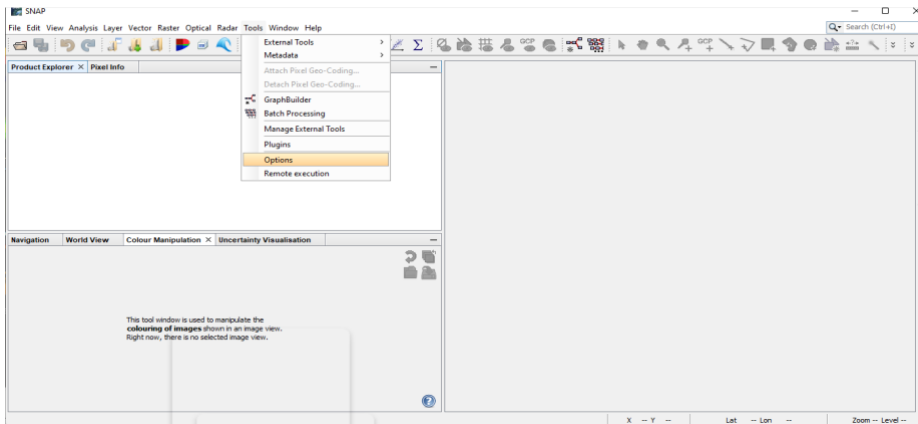 SNAP
File Edit View Analysis Layer Vector Raster Optical Radar Tools Window Help
Search (Ctrl+I)
GCP
GCP
External Tools
Metadata
Attach Pixel Geo-Coding...
Detach Pixel Geo-Coding...
GraphBuilder
Batch Processing
Manage External Tools
Plugins
Options
Remote execution
Product Explorer × Pixel Info
Navigation World View Colour Manipulation × Uncertainty Visualisation
This tool window is used to manipulate the
colouring of images shown in an image view.
Right now, there is no selected image view.
X -- Y -- Lat -- Lon -- Zoom -- Level --